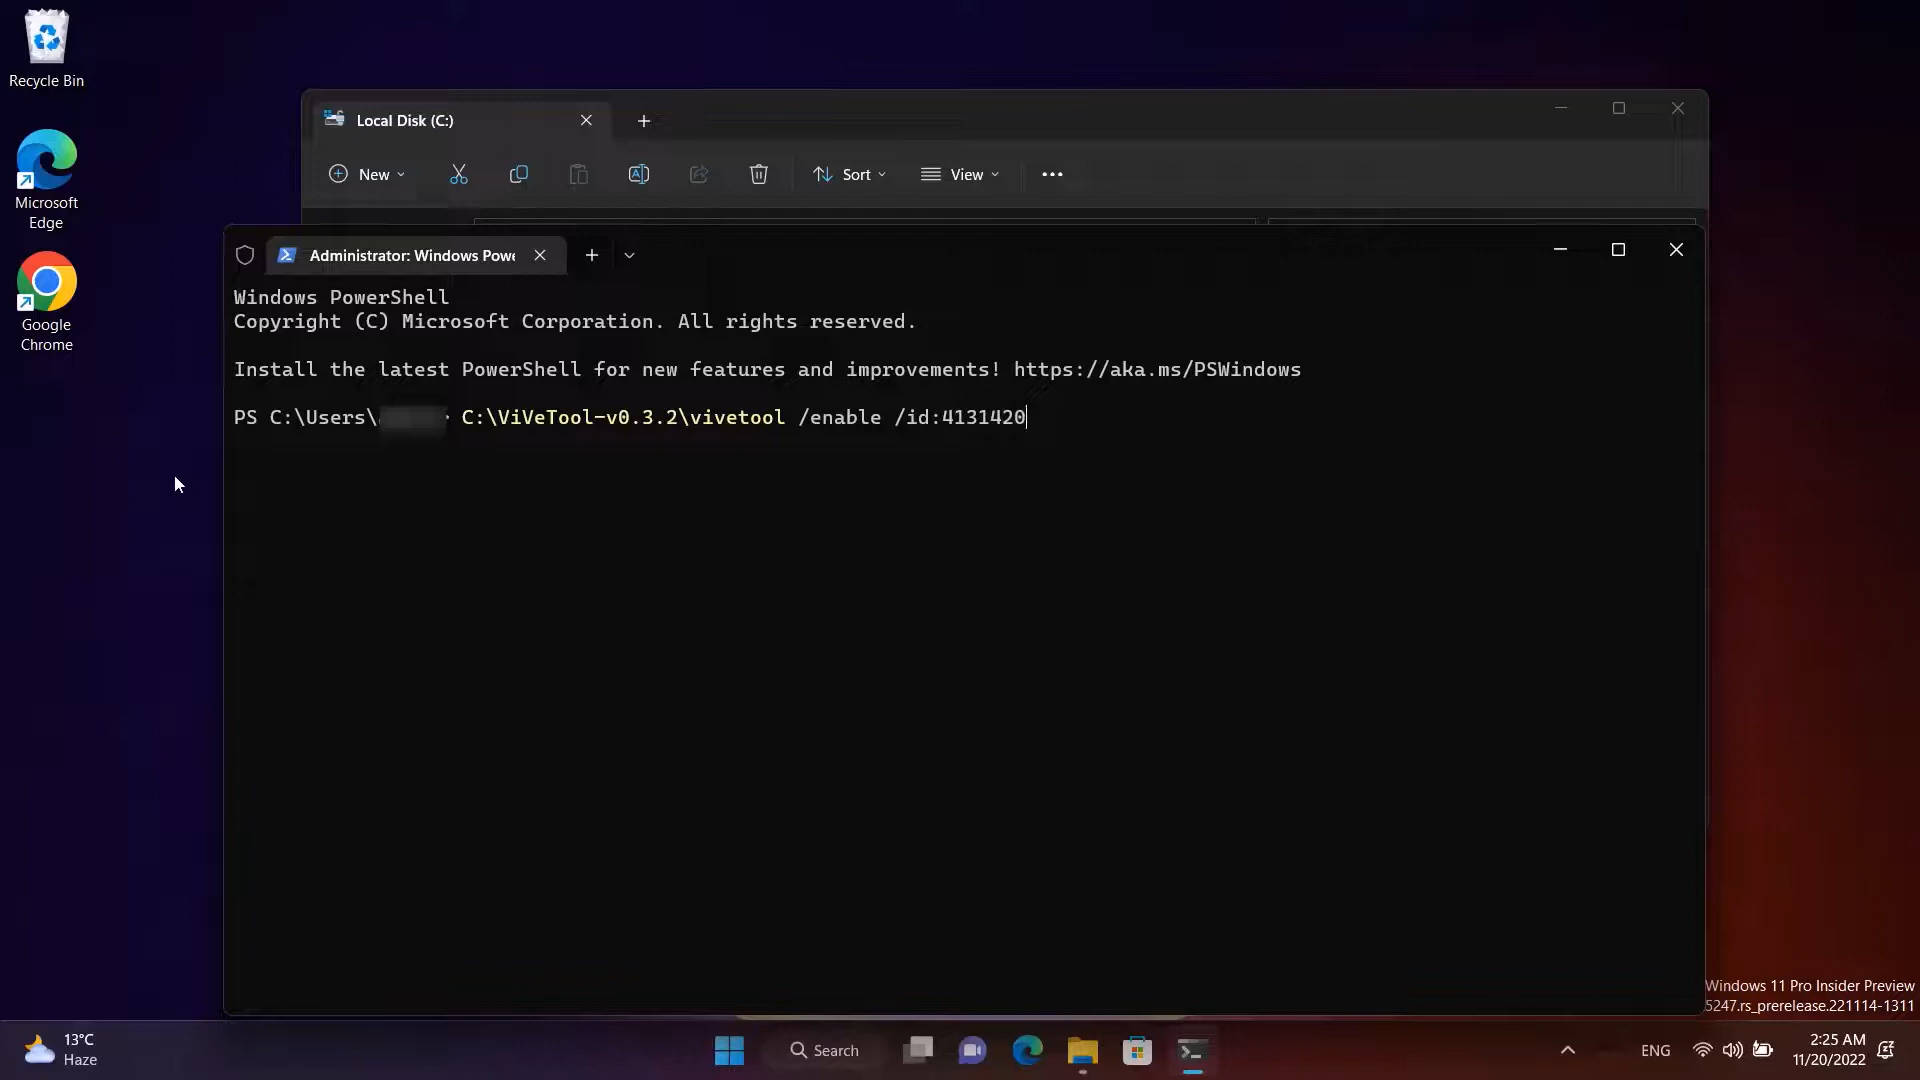 Recycle Bin
Microsoft
Edge
Google
Chrome
Local Disk (C:)
New
Sort
View
Administrator: Windows Powe
Windows PowerShell
Copyright (C) Microsoft Corporation. All rights reserved.
Install the latest PowerShell for new features and improvements! https://aka.ms/PSWindows
PS C:\Users\ C:\ViVeTool-v0.3.2\vivetool /enable /id:4131420
Windows 11 Pro Insider Preview
5247.rs_prerelease.221114-1311
13°C
Haze
Search
ENG
2:25 AM
11/20/2022